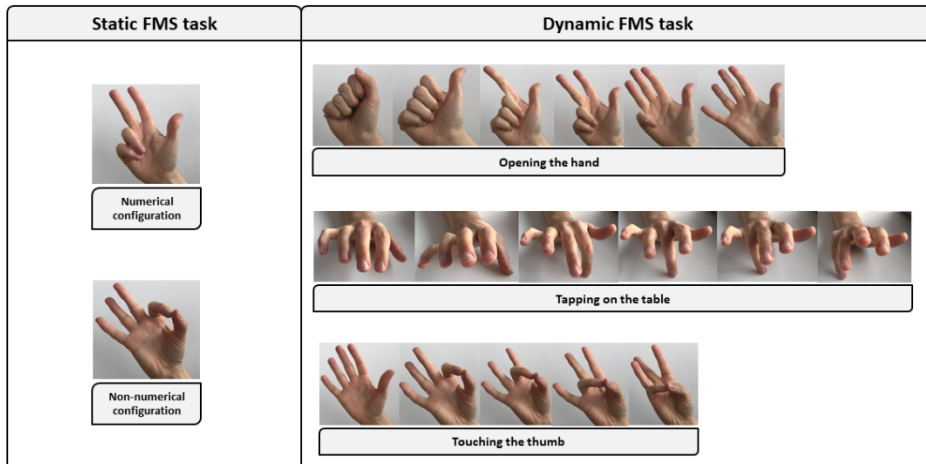 Static FMS task
Dynamic FMS task
Numerical
configuration
Opening the hand
Tapping on the table
Non-numerical
configuration
Touching the thumb